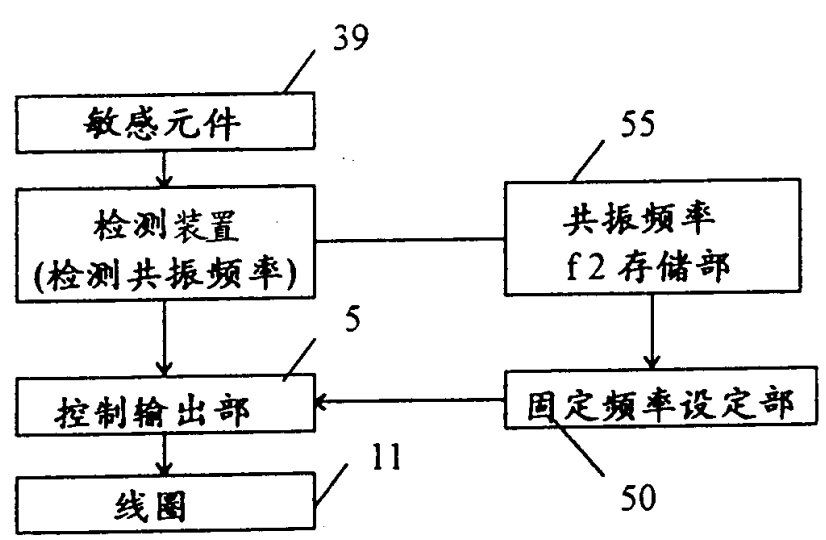 39
敏感元件
55
检测装置
(检测共振频率)
共振频率
f2存储部
5
控制输出部
固定频率设定部
11
线圈
50